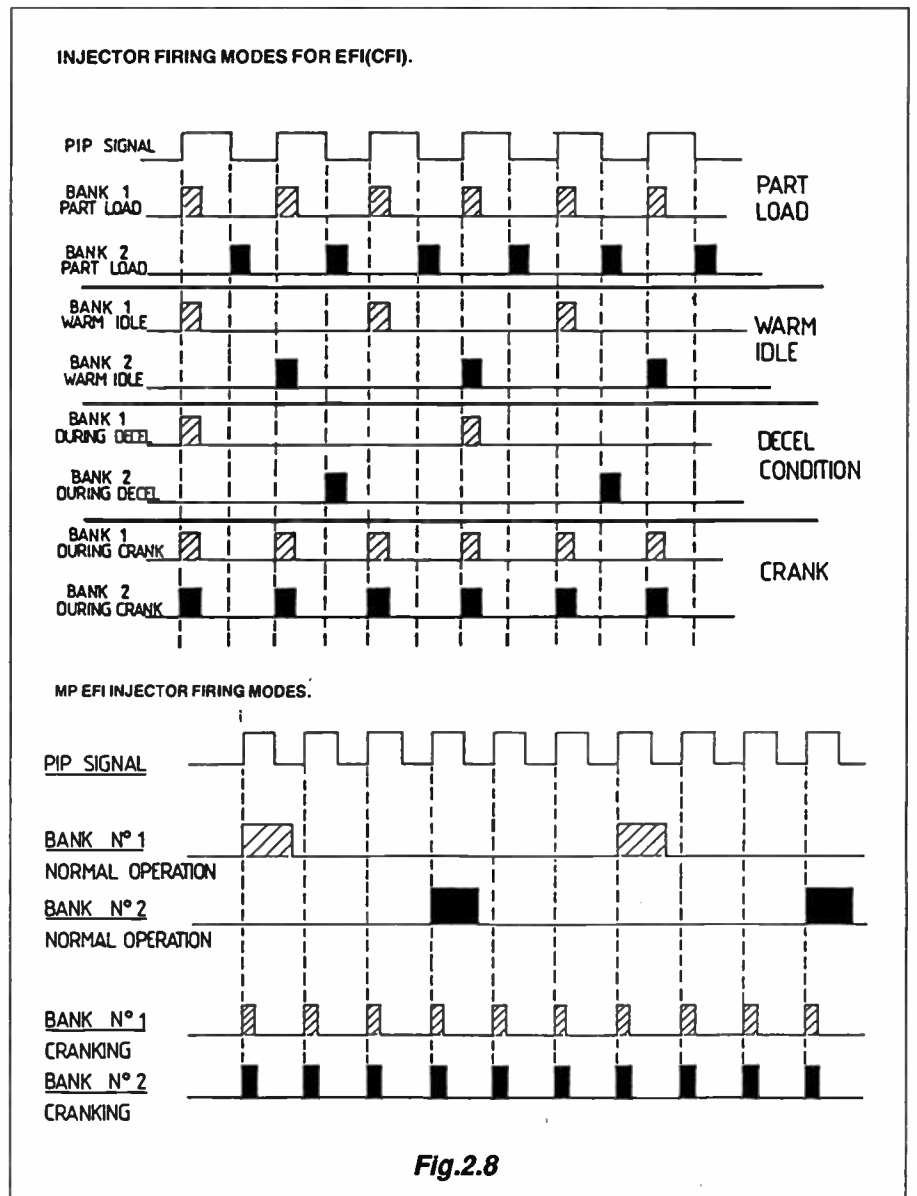 INJECTOR FIRING MODES FOR EFI(CFI).
PIP SIGNAL
BANK 1
PART LOAD
PART
LOAD
BANK 2
PART LOAD
BANK 1
WARM IDLE
WARM
IDLE
BANK 2
WARM IDLE
BANK 1
DURING DECEL
DECEL
CONDITION
BANK 2
DURING DECEL
BANK 1
DURING CRANK
CRANK
BANK 2
DURING CRANK
MP EFI INJECTOR FIRING MODES.
PIP SIGNAL
BANK N° 1
NORMAL OPERATION
BANK N° 2
NORMAL OPERATION
BANK N° 1
CRANKING
BANK N° 2
CRANKING
Fig.2.8